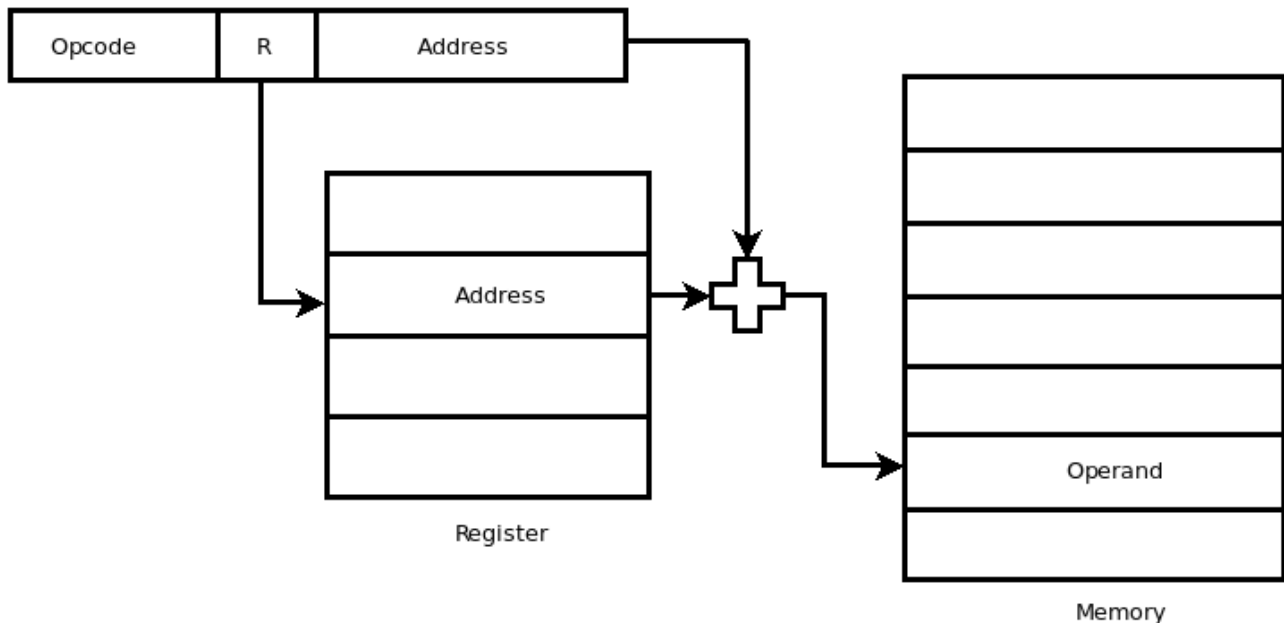 Opcode R Address
Address
Operand
Register
Memory